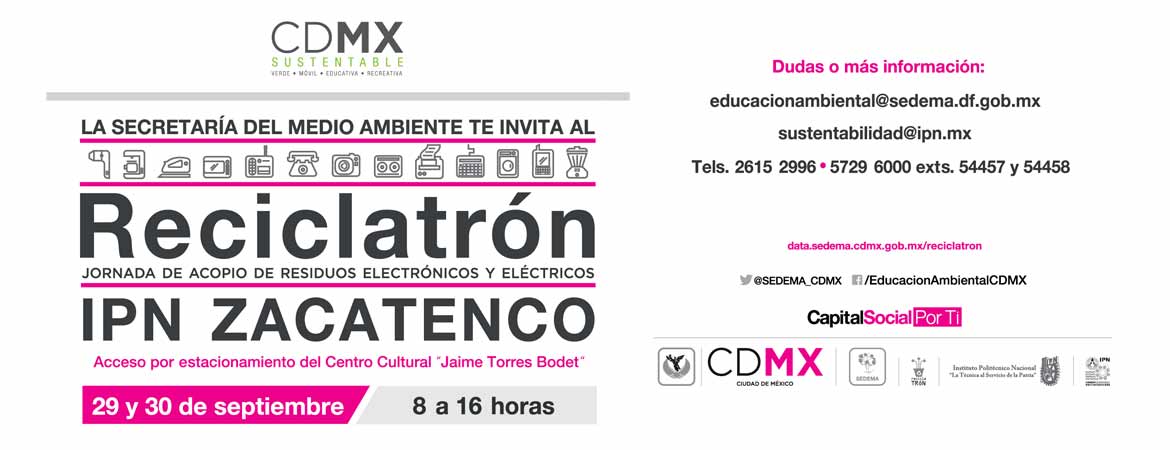 CDMX
SUSTENTABLE
VERDE • MÓVIL • EDUCATIVA • RECREATIVA
LA SECRETARÍA DEL MEDIO AMBIENTE TE INVITA AL
Reciclatrón
JORNADA DE ACOPIO DE RESIDUOS ELECTRÓNICOS Y ELÉCTRICOS
IPN ZACATENCO
Acceso por estacionamiento del Centro Cultural "Jaime Torres Bodet"
29 y 30 de septiembre 8 a 16 horas
Dudas o más información:
educacionambiental@sedema.df.gob.mx
sustentabilidad@ipn.mx
Tels. 2615 2996 • 5729 6000 exts. 54457 y 54458
data.sedema.cdmx.gob.mx/reciclatron
@SEDEMA_CDMX /EducacionAmbientalCDMX
CapitalSocial Por Ti
CDMX
CIUDAD DE MÉXICO
SEDEMA
TRÓN
Instituto Politécnico Nacional
"La Técnica al Servicio de la Patria"
IPN